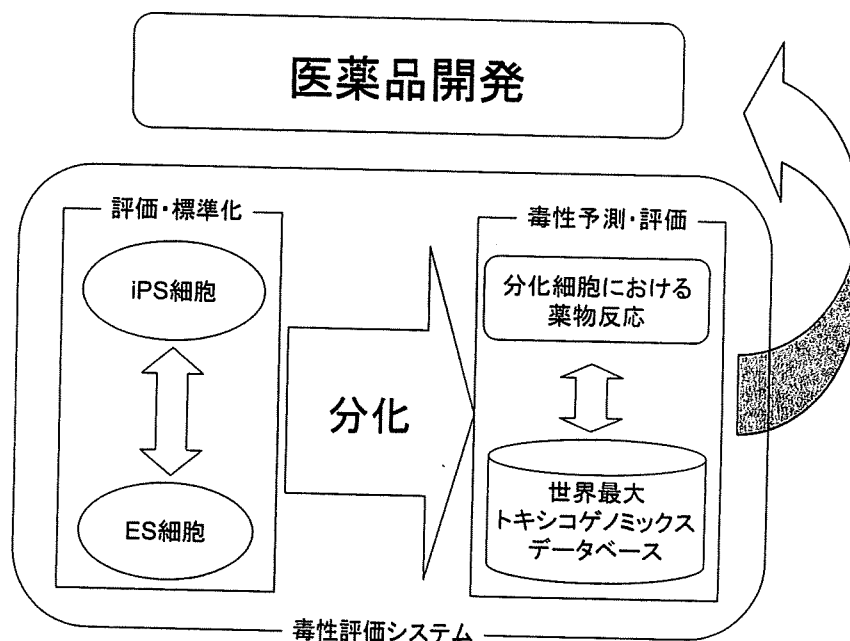 医薬品開発
評価・標準化
iPS細胞
ES細胞
分化
毒性予測・評価
分化細胞における
薬物反応
世界最大
トキシコゲノミックス
データベース
毒性評価システム